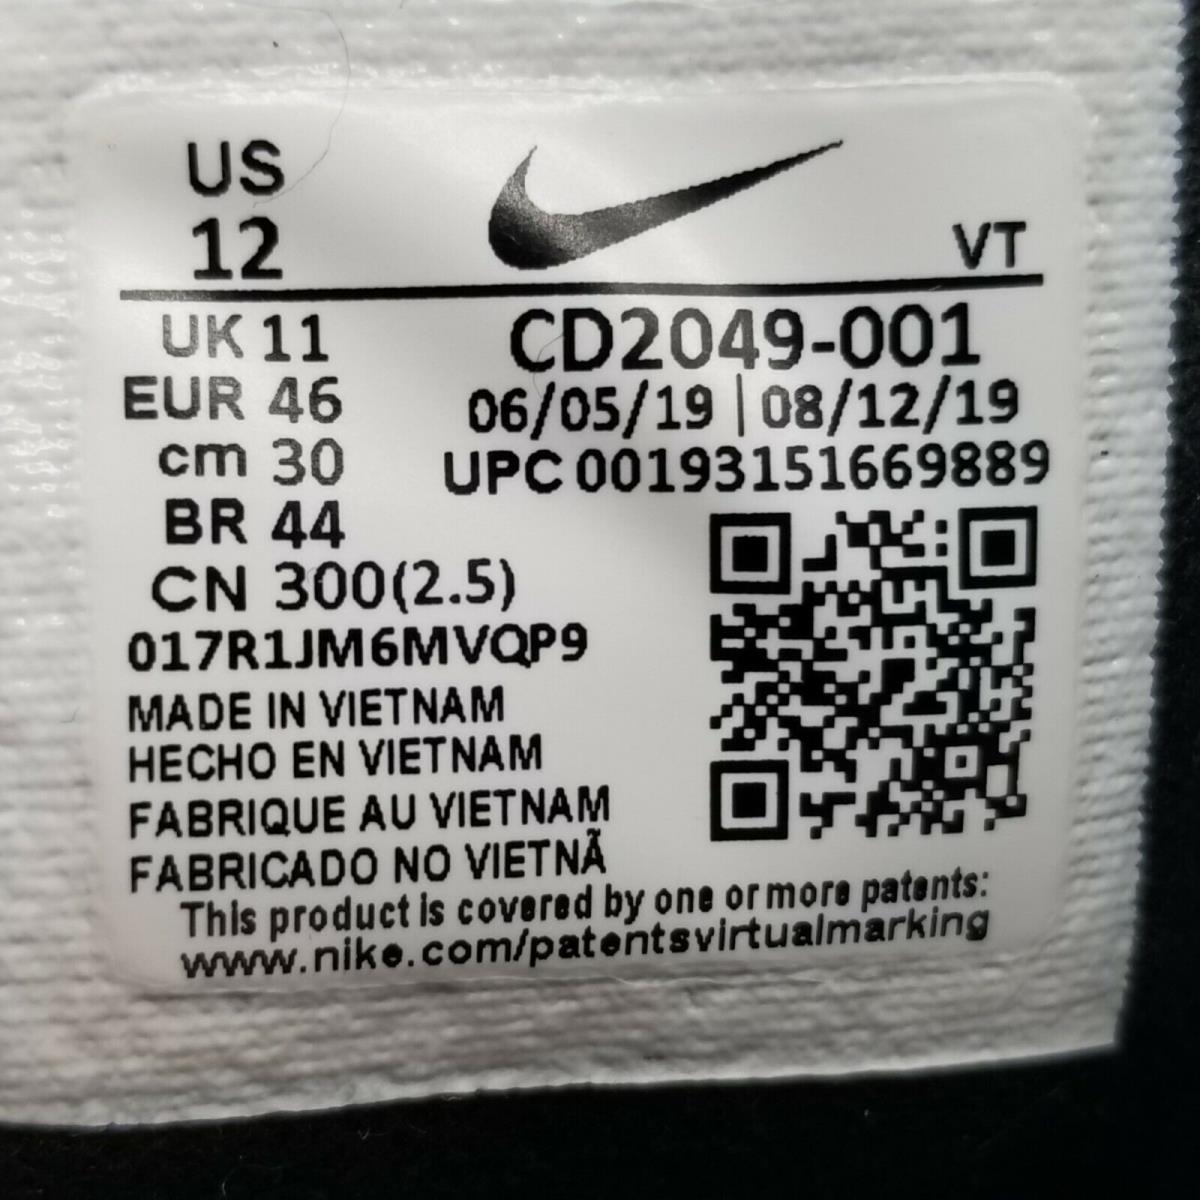 US
12
VT
UK 11
CD2049-001
EUR 46
06/05/19 | 08/12/19
cm 30
UPC 00193151669889
BR 44
CN 300(2.5)
017R1JM6MVQP9
MADE IN VIETNAM
HECHO EN VIETNAM
FABRIQUE AU VIETNAM
FABRICADO NO VIETNÃ
This product is covered by one or more patents:
www.nike.com/patentsvirtualmarking